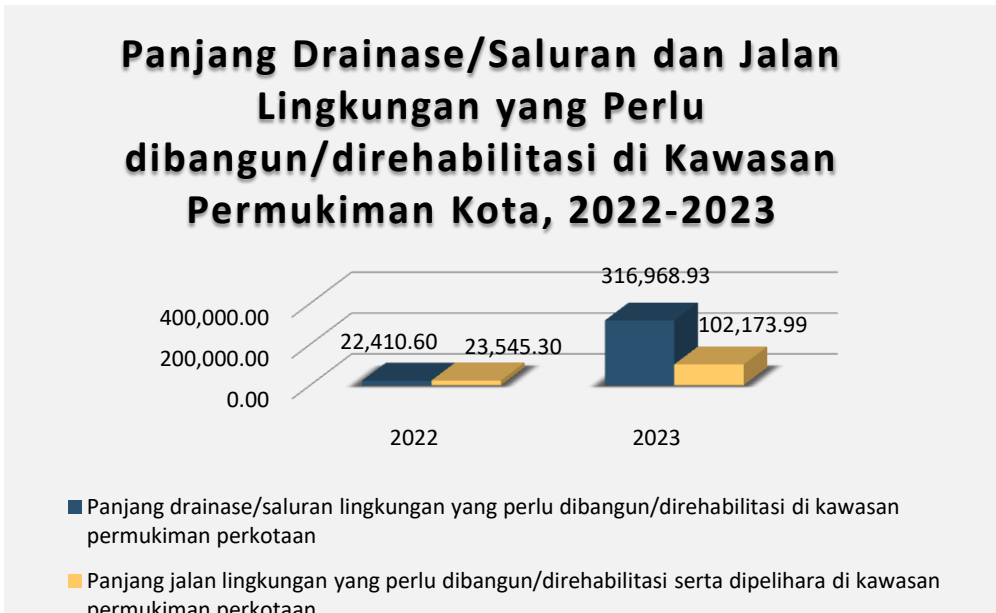 Panjang Drainase/Saluran dan Jalan
Lingkungan yang Perlu
dibangun/direhabilitasi di Kawasan
Permukiman Kota, 2022-2023
316,968.93
400,000.00
102,173.99
22,410.60
23,545.30
200,000.00
0.00
2022
2023
Panjang drainase/saluran lingkungan yang perlu dibangun/direhabilitasi di kawasan
permukiman perkotaan
Panjang jalan lingkungan yang perlu dibangun/direhabilitasi serta dipelihara di kawasan
permukiman perkotaan